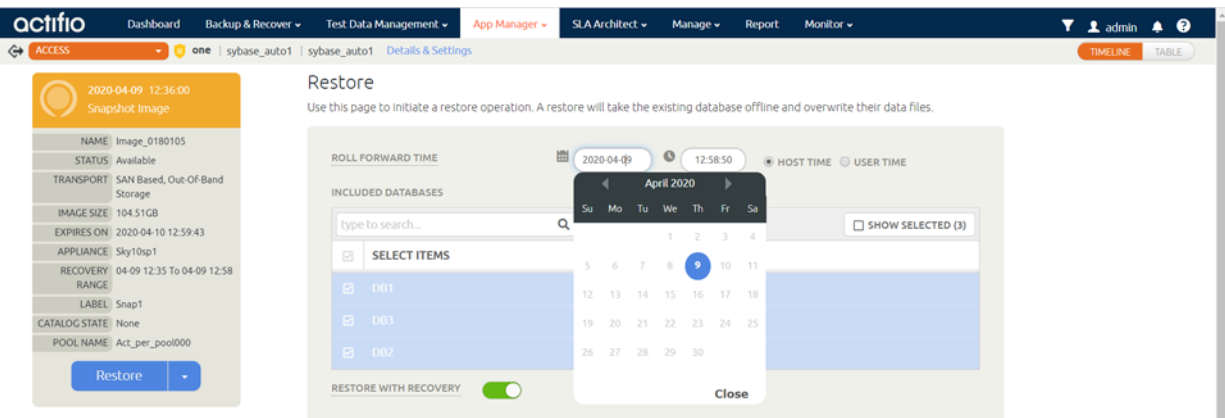 actifio Dashboard Backup & Recover Test Data Management App Manager SLA Architect Manage Report Monitor admin ?
ACCESS one | sybase_auto1 | sybase_auto1 Details & Settings TIMELINE TABLE
2020-04-09 12:36:00
Snapshot Image
NAME Image_0180105
STATUS Available
TRANSPORT SAN Based, Out-Of-Band
Storage
IMAGE SIZE 104.51GB
EXPIRES ON 2020-04-10 12:59:43
APPLIANCE Sky10sp1
RECOVERY 04-09 12:35 To 04-09 12:58
RANGE
LABEL Snap1
CATALOG STATE None
POOL NAME Act_per_pool000
Restore
Restore
Use this page to initiate a restore operation. A restore will take the existing database offline and overwrite their data files.
ROLL FORWARD TIME 2020-04-09 12:58:50 HOST TIME USER TIME
INCLUDED DATABASES
type to search... SHOW SELECTED (3)
SELECT ITEMS
DB1
DB3
DB2
RESTORE WITH RECOVERY
April 2020
Su Mo Tu We Th Fr Sa
1 2 3 4
5 6 7 8 9 10 11
12 13 14 15 16 17 18
19 20 21 22 23 24 25
26 27 28 29 30
Close